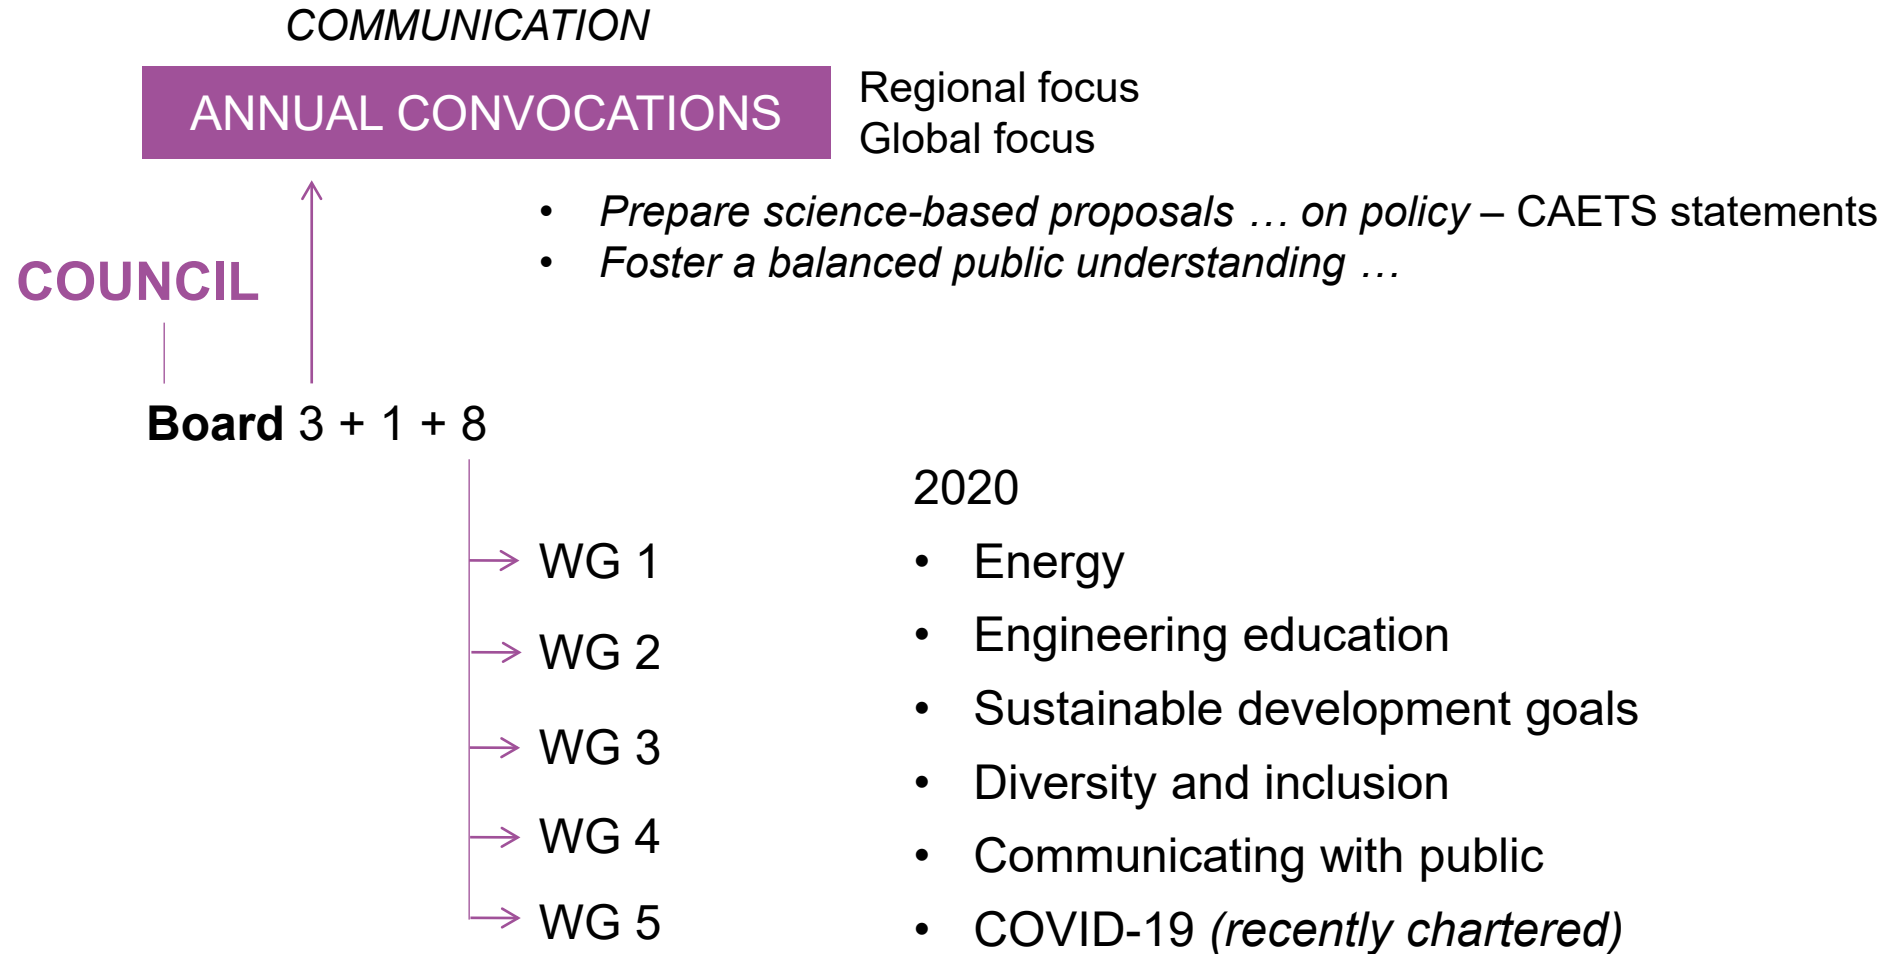 COMMUNICATION
ANNUAL CONVOCATIONS
Regional focus
Global focus
• Prepare science-based proposals … on policy – CAETS statements
• Foster a balanced public understanding …
COUNCIL
Board 3 + 1 + 8
WG 1
WG 2
WG 3
WG 4
WG 5
2020
• Energy
• Engineering education
• Sustainable development goals
• Diversity and inclusion
• Communicating with public
• COVID-19 (recently chartered)